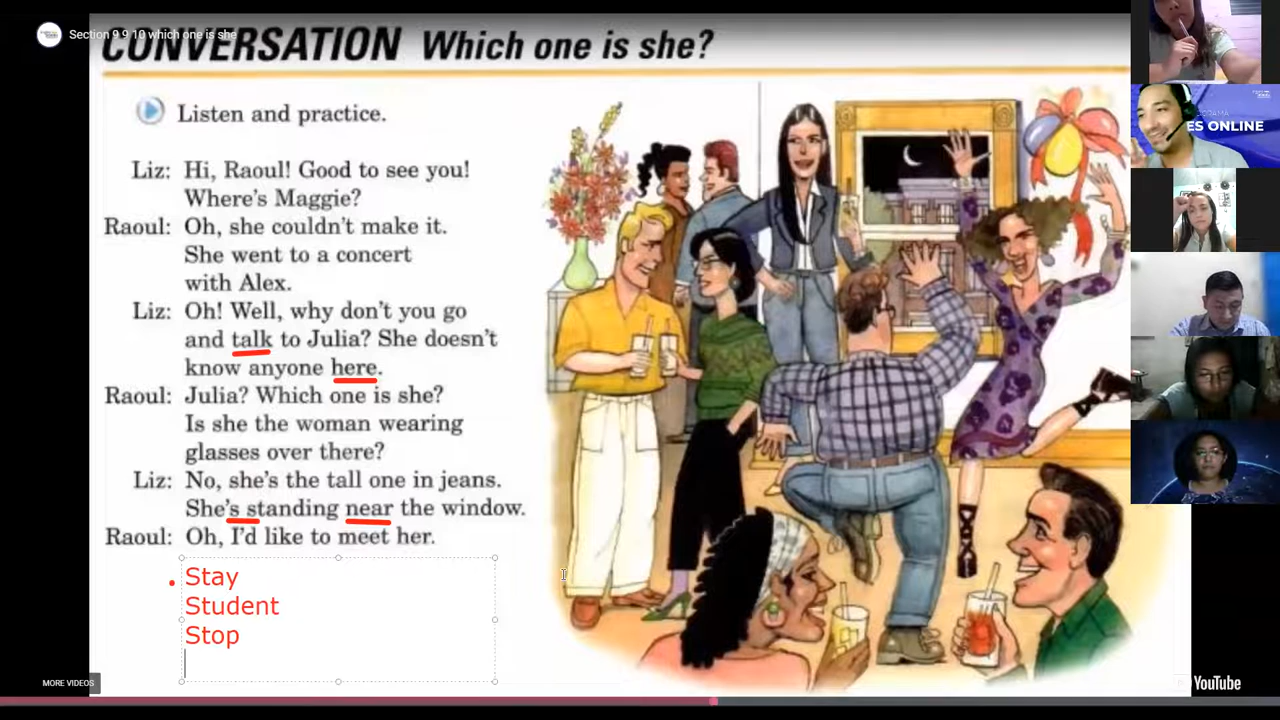 Section 9 9 10 which one is she
CONVERSATION Which one is she?
Listen and practice.
Liz: Hi, Raoul! Good to see you!
Where's Maggie?
Raoul: Oh, she couldn't make it.
She went to a concert
with Alex.
Liz: Oh! Well, why don't you go
and talk to Julia? She doesn't
know anyone here.
Raoul: Julia? Which one is she?
Is she the woman wearing
glasses over there?
Liz: No, she's the tall one in jeans.
She's standing near the window.
Raoul: Oh, I'd like to meet her.
Stay
Student
Stop
ES ONLINE
MORE VIDEOS
YouTube